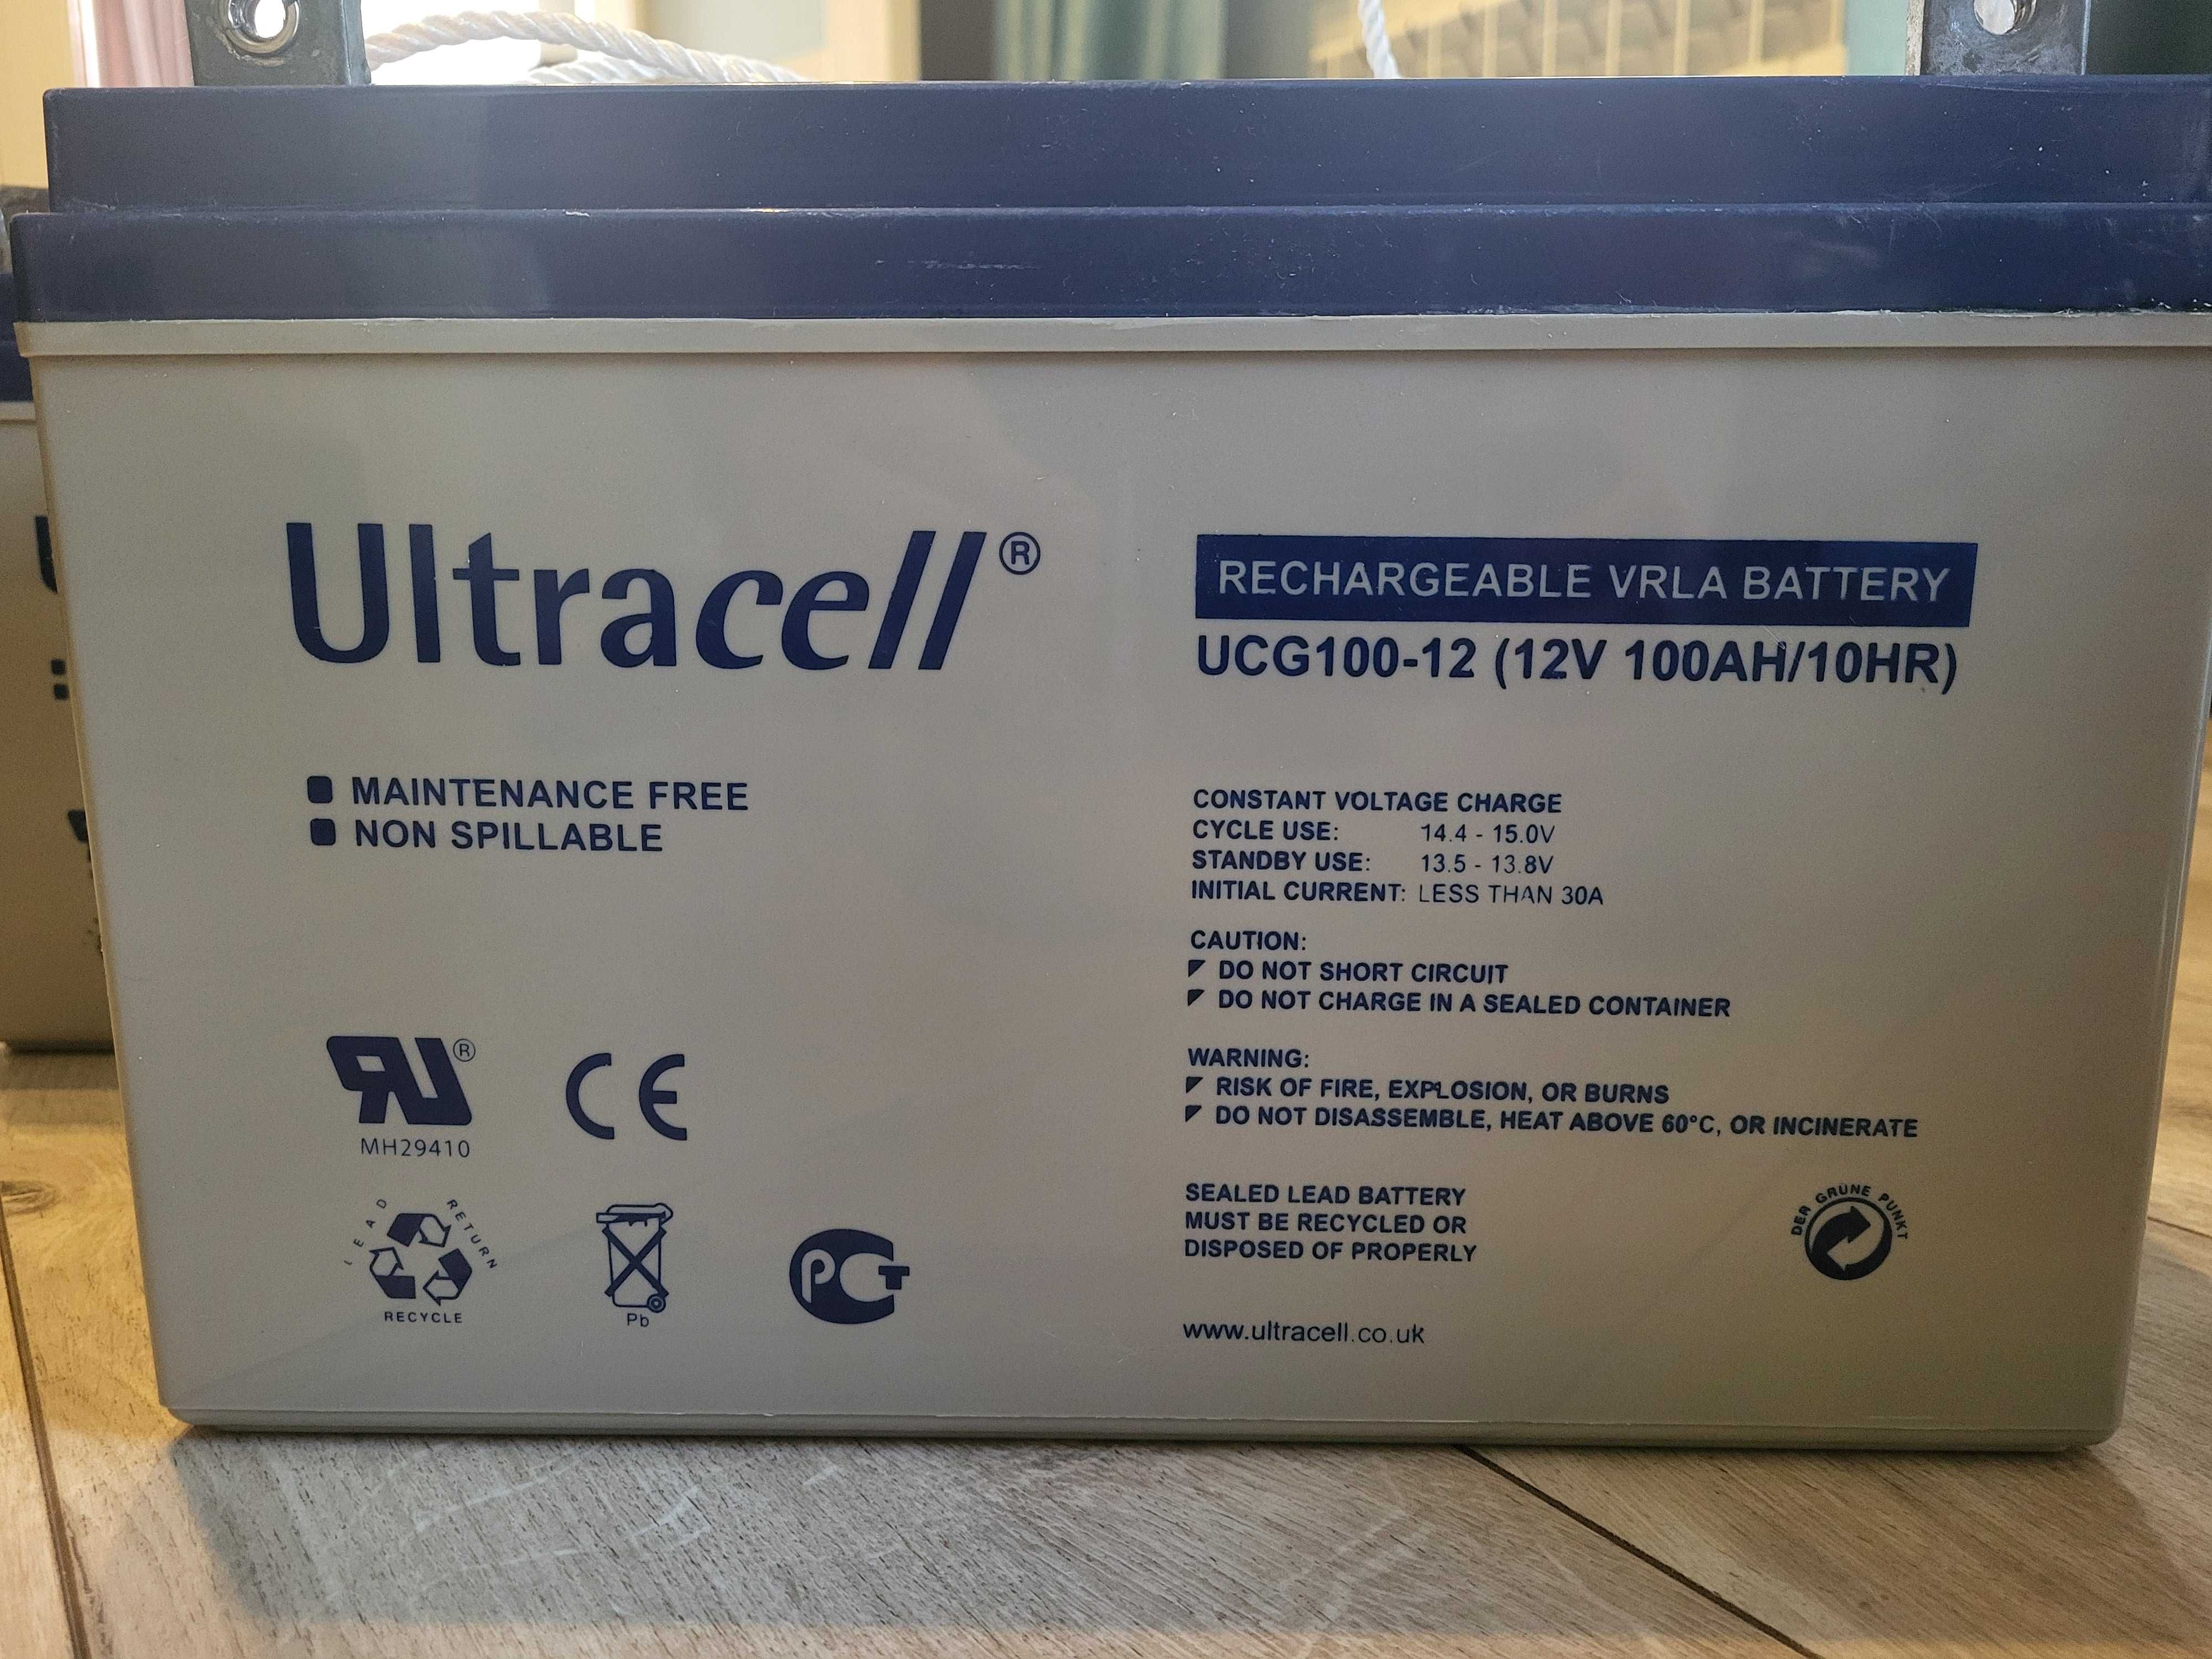 Ultracell®
MAINTENANCE FREE
NON SPILLABLE
RU®
MH29410
CE
LEAD RETURN
RECYCLE
Pb
PCT
RECHARGEABLE VRLA BATTERY
UCG100-12 (12V 100AH/10HR)
CONSTANT VOLTAGE CHARGE
CYCLE USE: 14.4 - 15.0V
STANDBY USE: 13.5 - 13.8V
INITIAL CURRENT: LESS THAN 30A
CAUTION:
DO NOT SHORT CIRCUIT
DO NOT CHARGE IN A SEALED CONTAINER
WARNING:
RISK OF FIRE, EXPLOSION, OR BURNS
DO NOT DISASSEMBLE, HEAT ABOVE 60°C, OR INCINERATE
SEALED LEAD BATTERY
MUST BE RECYCLED OR
DISPOSED OF PROPERLY
DER GRÜNE PUNKT
www.ultracell.co.uk